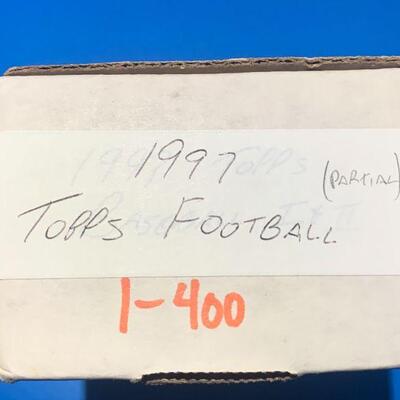 1997
(PARTIAL)
TOPPS FOOTBALL
1-400